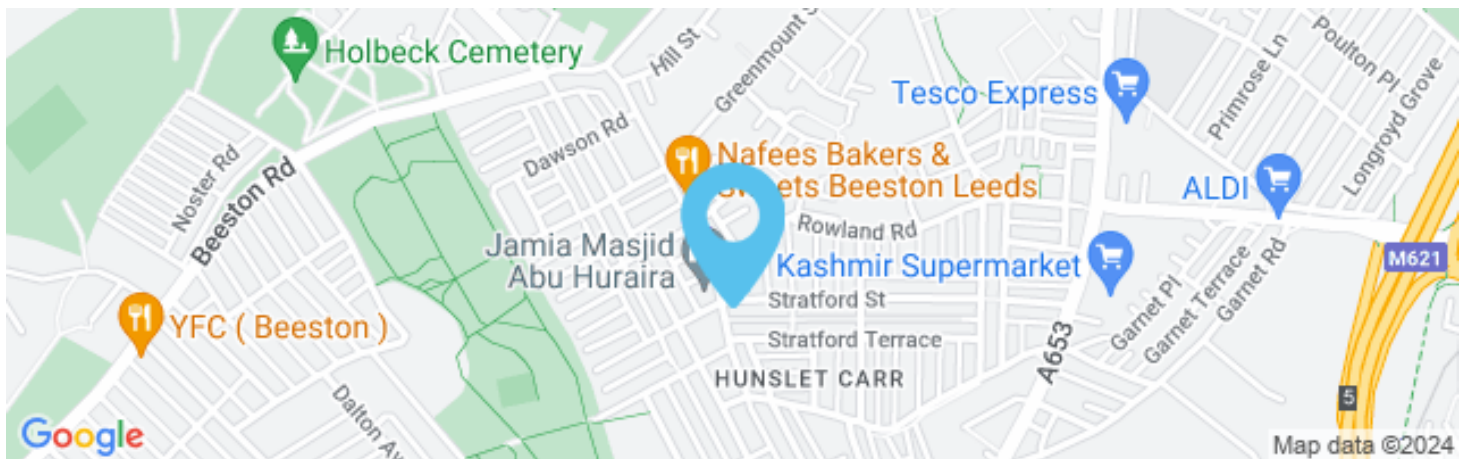 Holbeck Cemetery
Hill St
Greenmount S
Primrose Ln
Poulton Pl
Longroyd Grove
Tesco Express
Dawson Rd
Noster Rd
Beeston Rd
Nafees Bakers &
ets Beeston Leeds
ALDI
Rowland Rd
Jamia Masjid
Abu Huraira
Kashmir Supermarket
M621
Garnet Pl
Garnet Terrace
Garnet Rd
Stratford St
YFC ( Beeston )
Stratford Terrace
A653
HUNSLET CARR
Dalton Av
5
Google
Map data ©2024